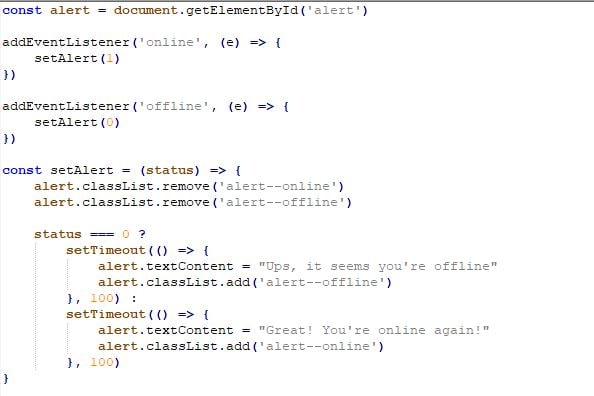 const alert = document.getElementById('alert')
addEventListener('online', (e) => {
setAlert(1)
})
addEventListener('offline', (e) => {
setAlert(0)
})
const setAlert = (status) => {
alert.classList.remove('alert--online')
alert.classList.remove('alert--offline')
status === 0 ?
setTimeout(() => {
alert.textContent = "Ups, it seems you're offline"
alert.classList.add('alert--offline')
}, 100) :
setTimeout(() => {
alert.textContent = "Great! You're online again!"
alert.classList.add('alert--online')
}, 100)
}